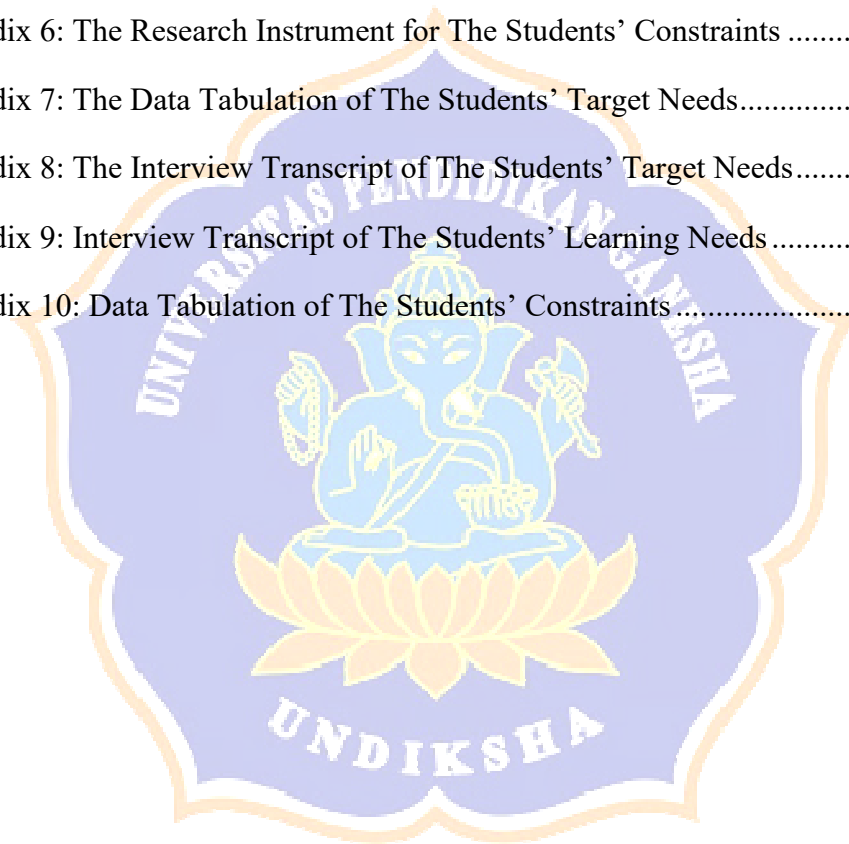 dix 6: The Research Instrument for The Students’ Constraints ........
dix 7: The Data Tabulation of The Students’ Target Needs..............
dix 8: The Interview Transcript of The Students’ Target Needs.......
dix 9: Interview Transcript of The Students’ Learning Needs..........
dix 10: Data Tabulation of The Students’ Constraints.....................
UNIVERSITAS PENDIDIKAN GANESHA
UNDIKSHA